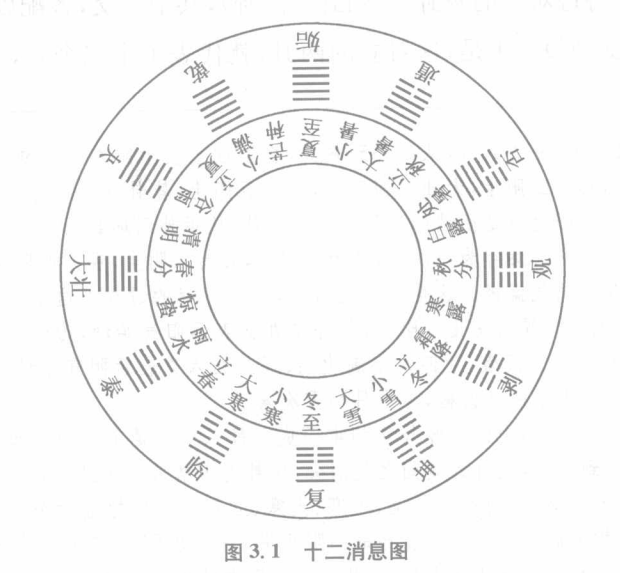 姤
遁
否
观
剥
坤
复
临
泰
大壮
夬
乾
夏至
小暑
大暑
立秋
处暑
白露
秋分
寒露
霜降
立冬
小雪
大雪
冬至
小寒
大寒
立春
雨水
惊蛰
春分
清明
谷雨
立夏
小满
芒种
图 3.1 十二消息图